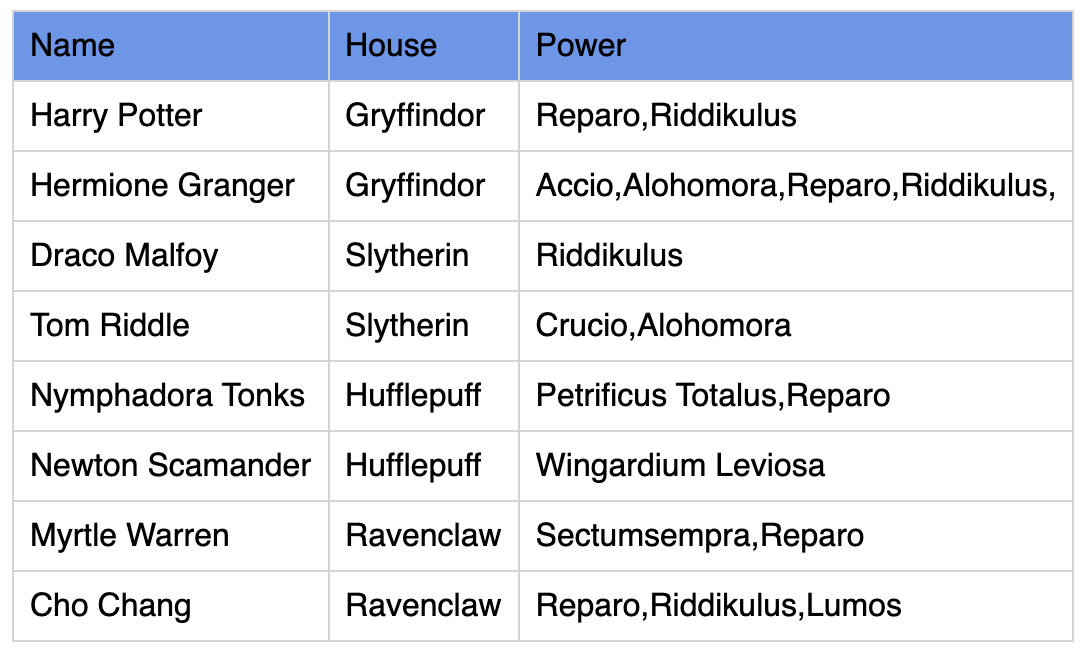 Name House Power
Harry Potter Gryffindor Reparo,Riddikulus
Hermione Granger Gryffindor Accio,Alohomora,Reparo,Riddikulus,
Draco Malfoy Slytherin Riddikulus
Tom Riddle Slytherin Crucio,Alohomora
Nymphadora Tonks Hufflepuff Petrificus Totalus,Reparo
Newton Scamander Hufflepuff Wingardium Leviosa
Myrtle Warren Ravenclaw Sectumsempra,Reparo
Cho Chang Ravenclaw Reparo,Riddikulus,Lumos